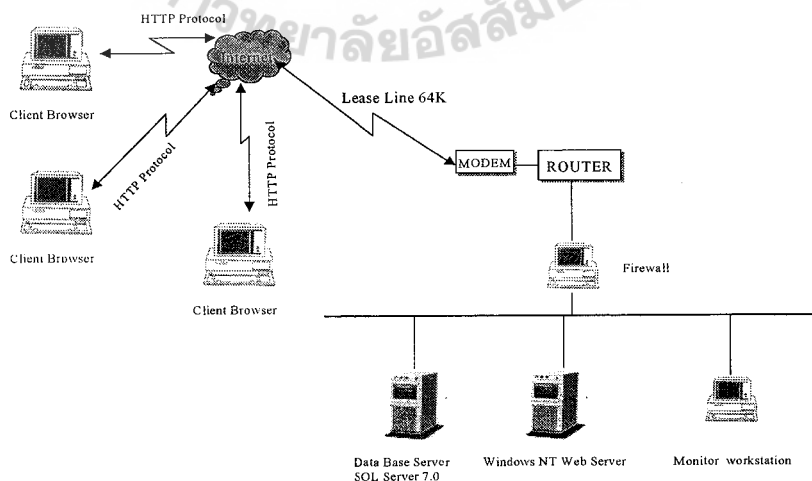 HTTP Protocol
Internet
Client Browser
Lease Line 64K
HTTP Protocol
HTTP Protocol
MODEM
ROUTER
Client Browser
Firewall
Client Browser
Data Base Server
SQL Server 7.0
Windows NT Web Server
Monitor workstation